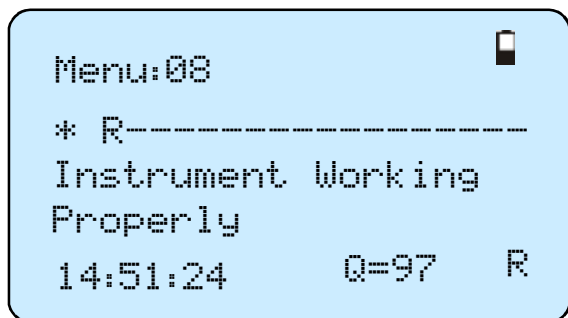 Menu:08
* R-----------------
Instrument Working
Properly
14:51:24 Q=97 R